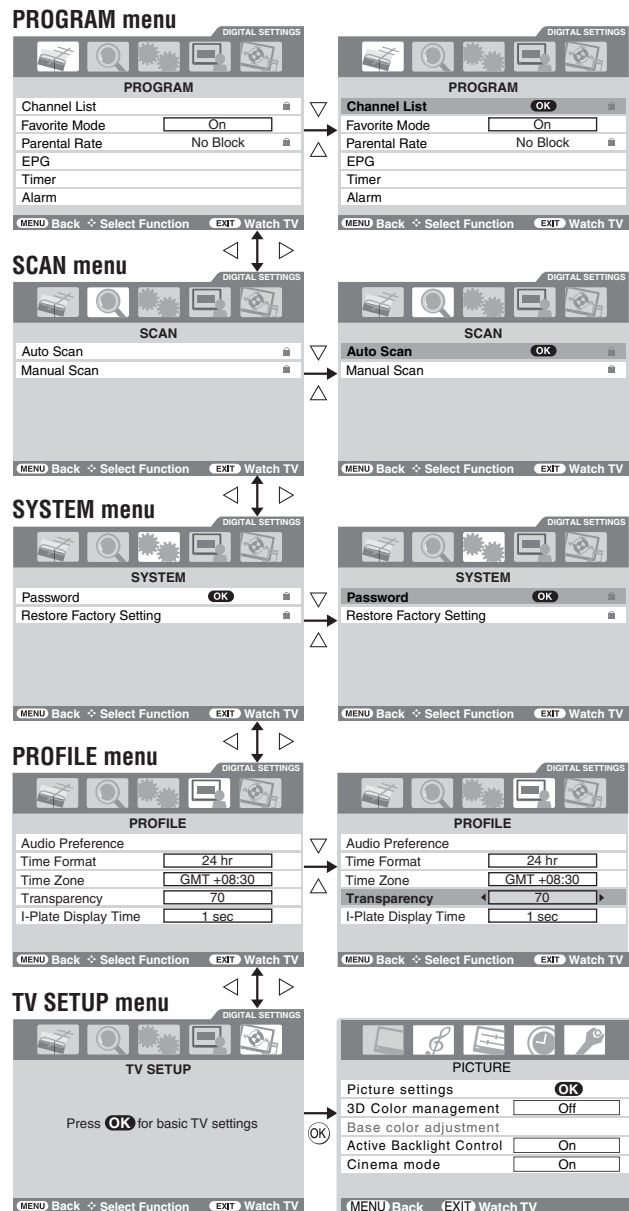 PROGRAM menu
DIGITAL SETTINGS
PROGRAM
Channel List
Favorite Mode On
Parental Rate No Block
EPG
Timer
Alarm
MENU Back Select Function EXIT Watch TV
DIGITAL SETTINGS
PROGRAM
Channel List OK
Favorite Mode On
Parental Rate No Block
EPG
Timer
Alarm
MENU Back Select Function EXIT Watch TV
SCAN menu
DIGITAL SETTINGS
SCAN
Auto Scan
Manual Scan
MENU Back Select Function EXIT Watch TV
DIGITAL SETTINGS
SCAN
Auto Scan OK
Manual Scan
MENU Back Select Function EXIT Watch TV
SYSTEM menu
DIGITAL SETTINGS
SYSTEM
Password OK
Restore Factory Setting
MENU Back Select Function EXIT Watch TV
DIGITAL SETTINGS
SYSTEM
Password OK
Restore Factory Setting
MENU Back Select Function EXIT Watch TV
PROFILE menu
DIGITAL SETTINGS
PROFILE
Audio Preference
Time Format 24 hr
Time Zone GMT +08:30
Transparency 70
I-Plate Display Time 1 sec
MENU Back Select Function EXIT Watch TV
DIGITAL SETTINGS
PROFILE
Audio Preference
Time Format 24 hr
Time Zone GMT +08:30
Transparency 70
I-Plate Display Time 1 sec
MENU Back Select Function EXIT Watch TV
TV SETUP menu
DIGITAL SETTINGS
TV SETUP
Press OK for basic TV settings
MENU Back Select Function EXIT Watch TV
OK
PICTURE
Picture settings OK
3D Color management Off
Base color adjustment
Active Backlight Control On
Cinema mode On
MENU Back EXIT Watch TV